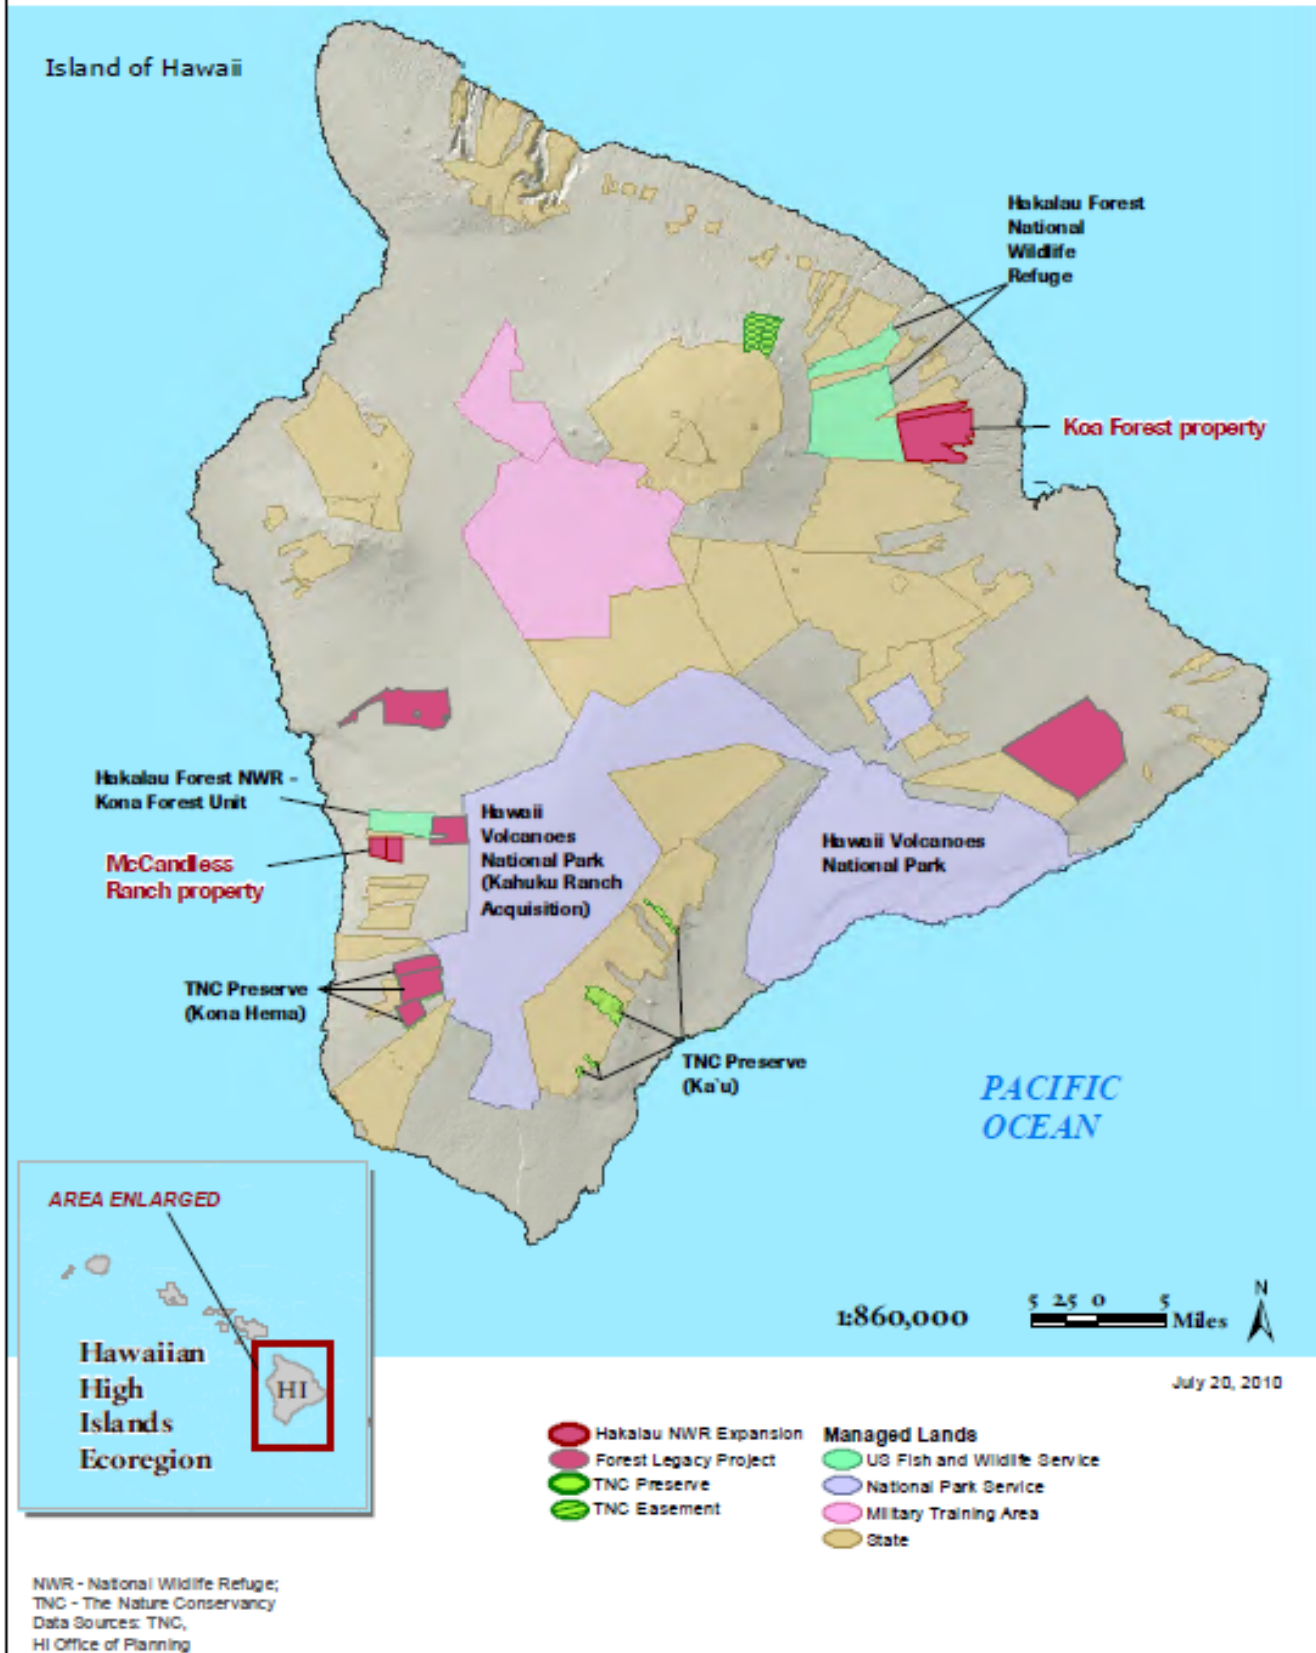 Island of Hawaii
Hakalau Forest
National
Wildlife
Refuge
Koa Forest property
Hakalau Forest NWR -
Kona Forest Unit
McCandless
Ranch property
Hawaii
Volcanoes
National Park
(Kahuku Ranch
Acquisition)
Hawaii Volcanoes
National Park
TNC Preserve
(Kona Hema)
TNC Preserve
(Ka`u)
PACIFIC
OCEAN
AREA ENLARGED
Hawaiian
High
Islands
Ecoregion
HI
1:860,000
5 2.5 0 5
Miles
N
July 20, 2010
Hakalau NWR Expansion
Forest Legacy Project
TNC Preserve
TNC Easement
Managed Lands
US Fish and Wildlife Service
National Park Service
Military Training Area
State
NWR - National Wildlife Refuge;
TNC - The Nature Conservancy
Data Sources: TNC,
HI Office of Planning